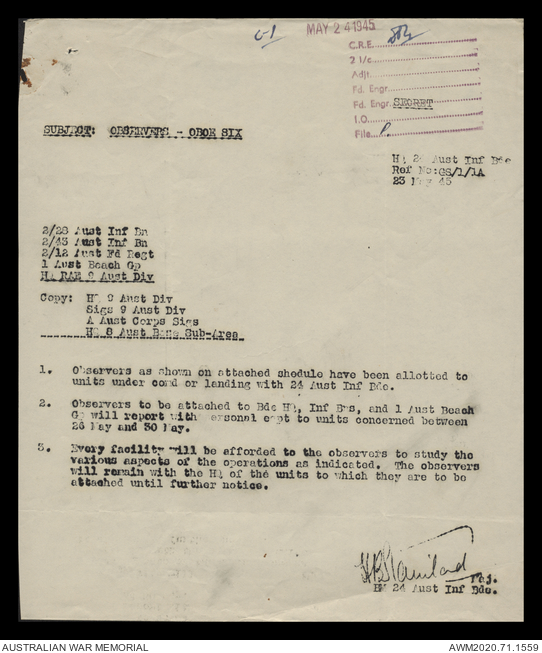 MAY 24 1945
C.R.E.
2 i/c
Adjt.
Fd. Engr.
Fd. Engr.
SECRET
I.O.
File
SUBJECT: OBSERVERS - OBOE SIX
HQ 24 Aust Inf Bde
Ref No: GS/1/1A
23 May 45
2/28 Aust Inf Bn
2/43 Aust Inf Bn
2/12 Aust Fd Regt
1 Aust Beach Gp
HQ RAE 9 Aust Div
Copy: HQ 9 Aust Div
Sigs 9 Aust Div
A Aust Corps Sigs
HQ 8 Aust Base Sub-Area
1. Observers as shown on attached shedule have been allotted to
units under comd or landing with 24 Aust Inf Bde.
2. Observers to be attached to Bde HQ, Inf Bns, and 1 Aust Beach
Gp will report with personal eqpt to units concerned between
26 May and 30 May.
3. Every facility will be afforded to the observers to study the
various aspects of the operations as indicated. The observers
will remain with the HQ of the units to which they are to be
attached until further notice.
Maj.
BM 24 Aust Inf Bde.
AUSTRALIAN WAR MEMORIAL
AWM2020.71.1559